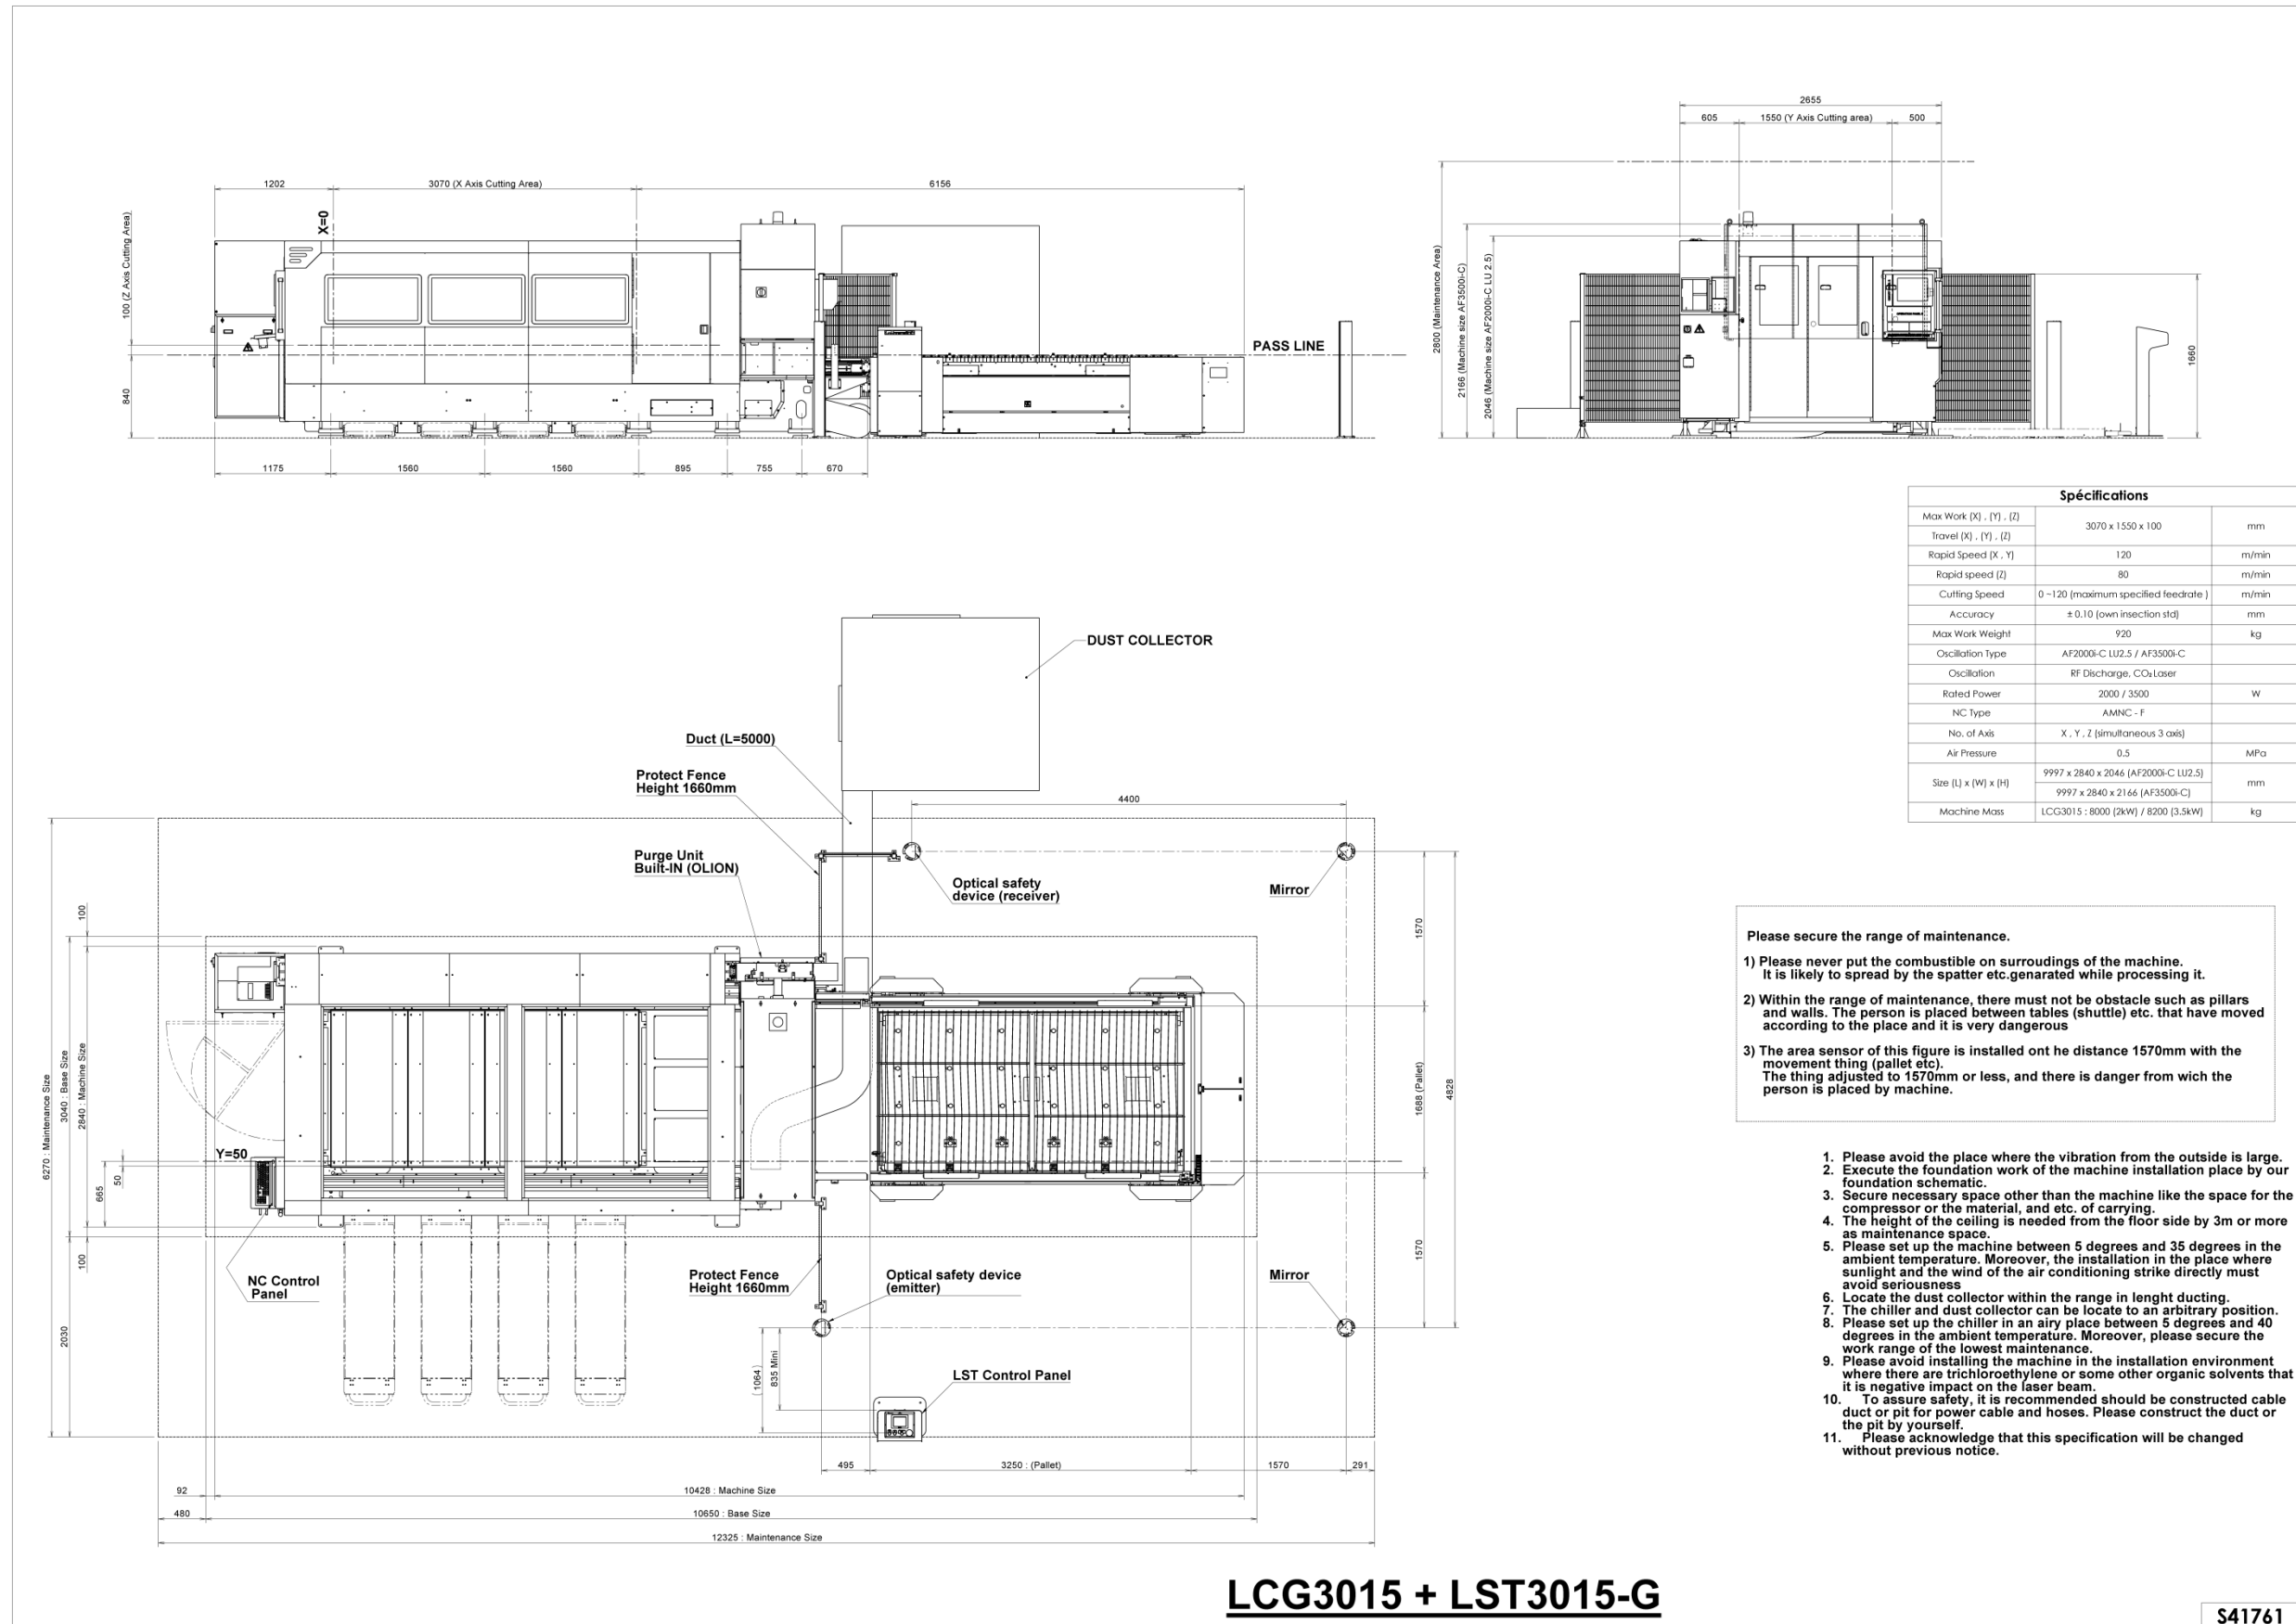 2655
605
1550 (Y Axis Cutting area)
500
1202
3070 (X Axis Cutting Area)
6156
X=0
100 (Z Axis Cutting Area)
840
PASS LINE
2800 (Maintenance Area)
2166 (Machine size AF3500i-C)
2046 (Machine size AF2000i-C LU 2.5)
1660
1175
1560
1560
895
755
670
Spécifications
Max Work (X) , (Y) , (Z)
Travel (X) , (Y) , (Z)
3070 x 1550 x 100
mm
Rapid Speed (X , Y)
120
m/min
Rapid speed (Z)
80
m/min
Cutting Speed
0 ~120 (maximum specified feedrate )
m/min
Accuracy
± 0.10 (own insection std)
mm
Max Work Weight
920
kg
Oscillation Type
AF2000i-C LU2.5 / AF3500i-C
Oscillation
RF Discharge, CO₂ Laser
Rated Power
2000 / 3500
W
NC Type
AMNC - F
No. of Axis
X , Y , Z (simultaneous 3 axis)
Air Pressure
0.5
MPa
Size (L) x (W) x (H)
9997 x 2840 x 2046 (AF2000i-C LU2.5)
9997 x 2840 x 2166 (AF3500i-C)
mm
Machine Mass
LCG3015 : 8000 (2kW) / 8200 (3.5kW)
kg
DUST COLLECTOR
Duct (L=5000)
Protect Fence
Height 1660mm
4400
Purge Unit
Built-IN (OLION)
Optical safety
device (receiver)
Mirror
100
1570
6270 : Maintenance Size
3040 : Base Size
2840 : Machine Size
1688 (Pallet)
4828
Y=50
665
50
100
1570
2030
NC Control
Panel
Protect Fence
Height 1660mm
Optical safety device
(emitter)
Mirror
(1064)
835 Mini
LST Control Panel
495
3250 : (Pallet)
1570
291
92
10428 : Machine Size
480
10650 : Base Size
12325 : Maintenance Size
Please secure the range of maintenance.
1) Please never put the combustible on surroudings of the machine.
It is likely to spread by the spatter etc.genarated while processing it.
2) Within the range of maintenance, there must not be obstacle such as pillars
and walls. The person is placed between tables (shuttle) etc. that have moved
according to the place and it is very dangerous
3) The area sensor of this figure is installed ont he distance 1570mm with the
movement thing (pallet etc).
The thing adjusted to 1570mm or less, and there is danger from wich the
person is placed by machine.
1. Please avoid the place where the vibration from the outside is large.
2. Execute the foundation work of the machine installation place by our
foundation schematic.
3. Secure necessary space other than the machine like the space for the
compressor or the material, and etc. of carrying.
4. The height of the ceiling is needed from the floor side by 3m or more
as maintenance space.
5. Please set up the machine between 5 degrees and 35 degrees in the
ambient temperature. Moreover, the installation in the place where
sunlight and the wind of the air conditioning strike directly must
avoid seriousness
6. Locate the dust collector within the range in lenght ducting.
7. The chiller and dust collector can be locate to an arbitrary position.
8. Please set up the chiller in an airy place between 5 degrees and 40
degrees in the ambient temperature. Moreover, please secure the
work range of the lowest maintenance.
9. Please avoid installing the machine in the installation environment
where there are trichloroethylene or some other organic solvents that
it is negative impact on the laser beam.
10. To assure safety, it is recommended should be constructed cable
duct or pit for power cable and hoses. Please construct the duct or
the pit by yourself.
11. Please acknowledge that this specification will be changed
without previous notice.
LCG3015 + LST3015-G
S41761